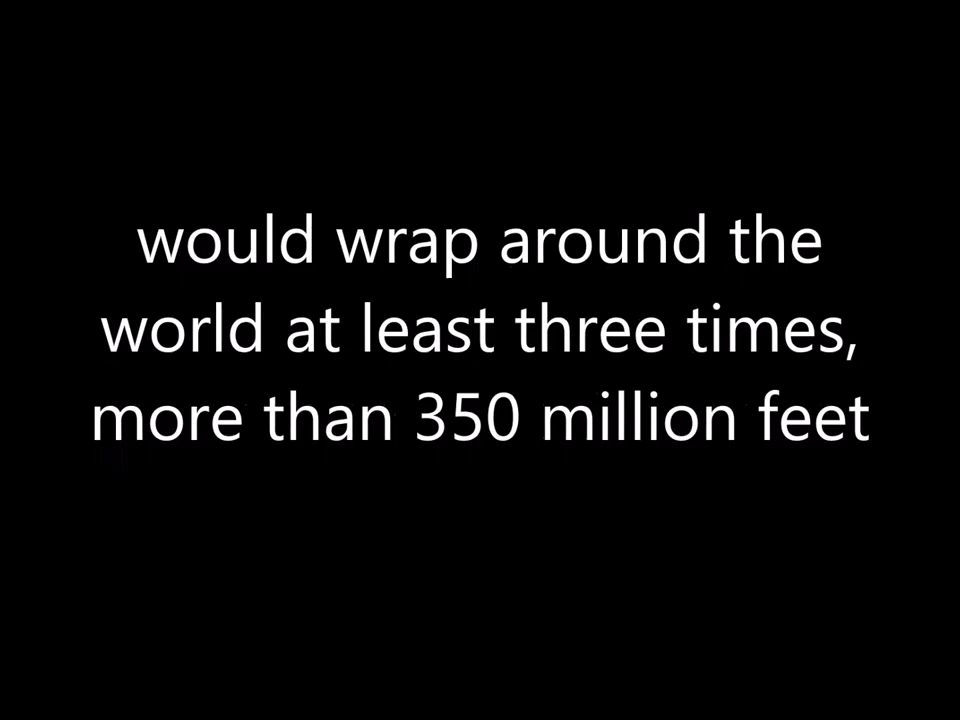 would wrap around the
world at least three times,
more than 350 million feet